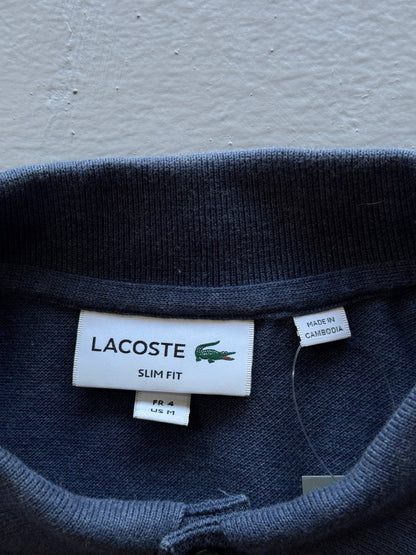 LACOSTE
SLIM FIT
FR 4
US M
MADE IN
CAMBODIA